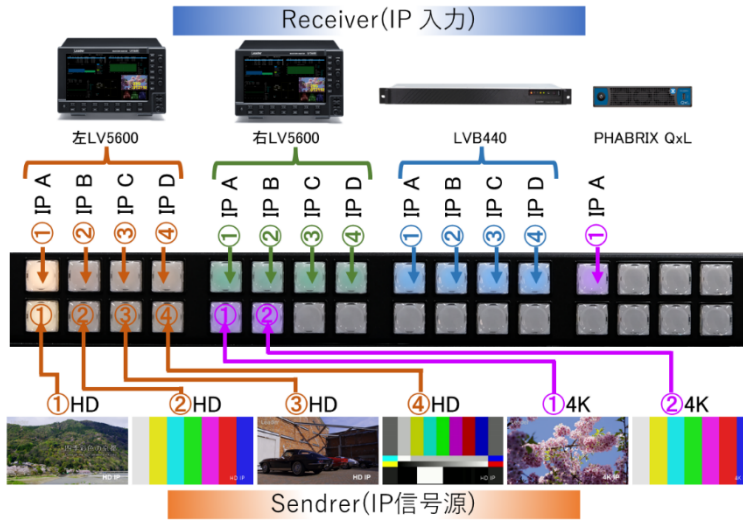 Receiver(IP 入力)
左LV5600 右LV5600 LVB440 PHABRIX QxL
IP A IP B IP C IP D IP A IP B IP C IP D IP A IP B IP C IP D IP A
① ② ③ ④ ① ② ③ ④ ① ② ③ ④ ①
① ② ③ ④ ① ②
①HD ②HD ③HD ④HD ①4K ②4K
HD IP HD IP HD IP HD IP 4K IP 4K
Sendrer(IP信号源)